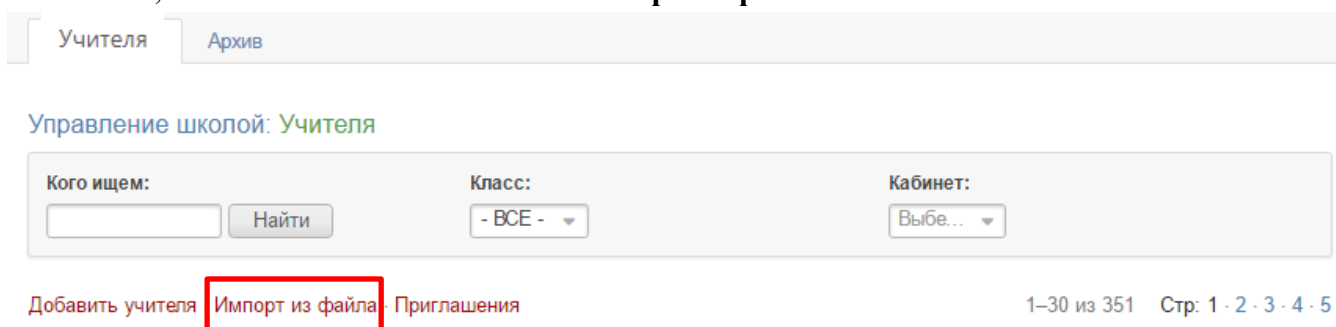 Учителя Архив
Управление школой: Учителя
Кого ищем: Класс: Кабинет:
Найти - ВСЕ - Выбе...
Добавить учителя · Импорт из файла · Приглашения 1–30 из 351 Стр: 1 · 2 · 3 · 4 · 5